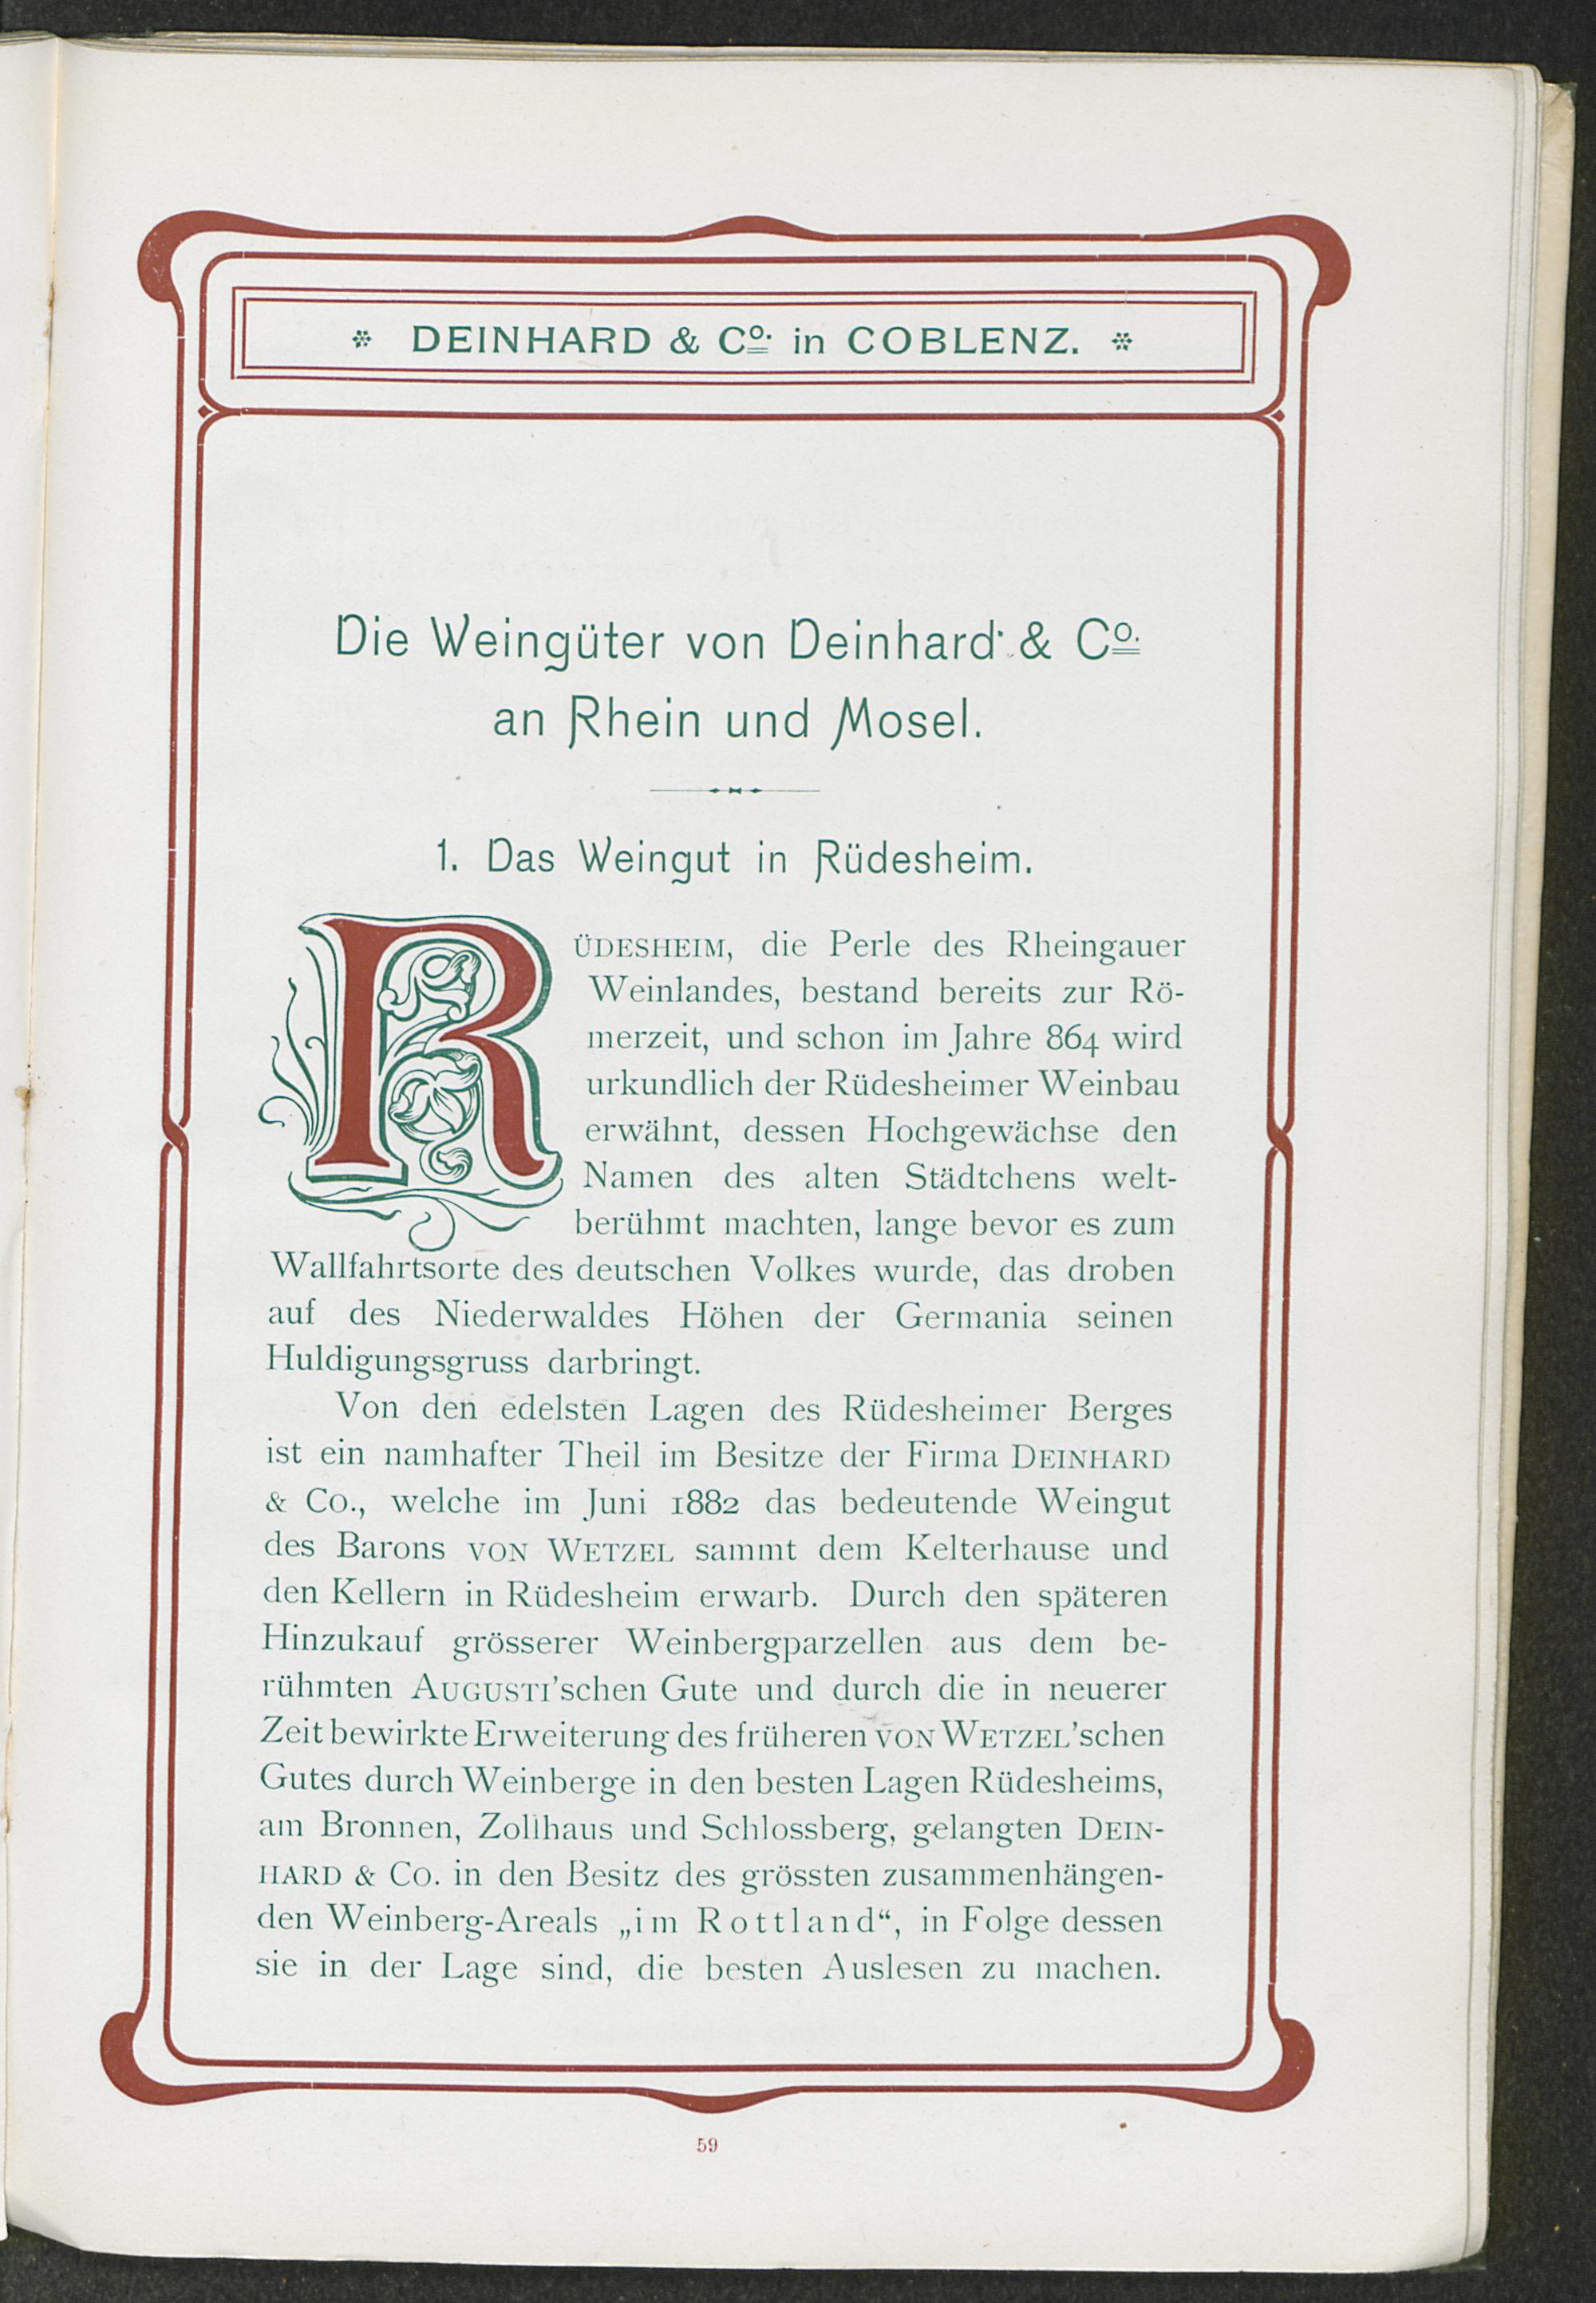 * DEINHARD & Co. in COBLENZ. *
Die Weingüter von Deinhard & Co.
an Rhein und Mosel.
1. Das Weingut in Rüdesheim.
RÜDESHEIM, die Perle des Rheingauer
Weinlandes, bestand bereits zur Rö-
merzeit, und schon im Jahre 864 wird
urkundlich der Rüdesheimer Weinbau
erwähnt, dessen Hochgewächse den
Namen des alten Städtchens welt-
berühmt machten, lange bevor es zum
Wallfahrtsorte des deutschen Volkes wurde, das droben
auf des Niederwaldes Höhen der Germania seinen
Huldigungsgruss darbringt.
Von den edelsten Lagen des Rüdesheimer Berges
ist ein namhafter Theil im Besitze der Firma DEINHARD
& Co., welche im Juni 1882 das bedeutende Weingut
des Barons VON WETZEL sammt dem Kelterhause und
den Kellern in Rüdesheim erwarb. Durch den späteren
Hinzukauf grösserer Weinbergparzellen aus dem be-
rühmten AUGUSTI'schen Gute und durch die in neuerer
Zeit bewirkte Erweiterung des früheren VON WETZEL'schen
Gutes durch Weinberge in den besten Lagen Rüdesheims,
am Bronnen, Zollhaus und Schlossberg, gelangten DEIN-
HARD & Co. in den Besitz des grössten zusammenhängen-
den Weinberg-Areals „im Rottland“, in Folge dessen
sie in der Lage sind, die besten Auslesen zu machen.
59